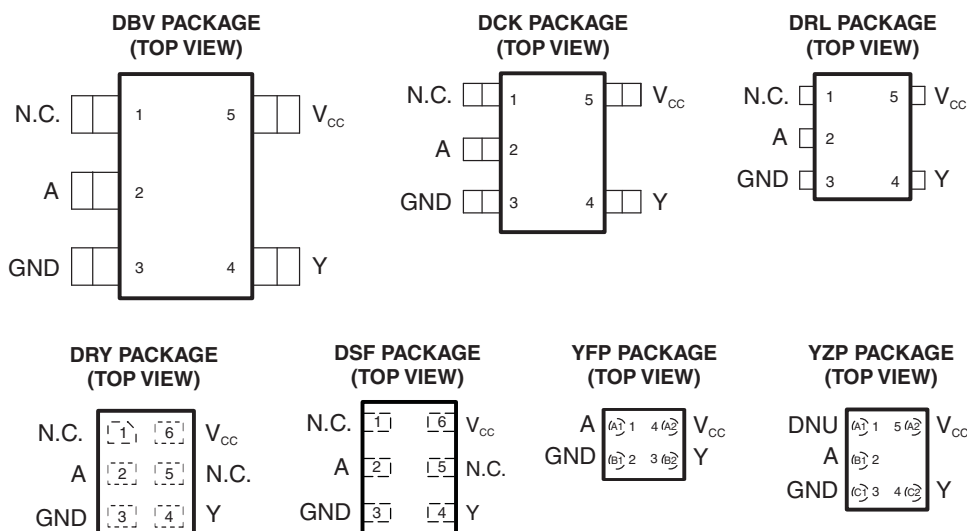 DBV PACKAGE
(TOP VIEW)
N.C. 1 5 VCC
A 2
GND 3 4 Y
DCK PACKAGE
(TOP VIEW)
N.C. 1 5 VCC
A 2
GND 3 4 Y
DRL PACKAGE
(TOP VIEW)
N.C. 1 5 VCC
A 2
GND 3 4 Y
DRY PACKAGE
(TOP VIEW)
N.C. 1 6 VCC
A 2 5 N.C.
GND 3 4 Y
DSF PACKAGE
(TOP VIEW)
N.C. 1 6 VCC
A 2 5 N.C.
GND 3 4 Y
YFP PACKAGE
(TOP VIEW)
A A1 1 4 A2 VCC
GND B1 2 3 B2 Y
YZP PACKAGE
(TOP VIEW)
DNU A1 1 5 A2 VCC
A B1 2
GND C1 3 4 C2 Y